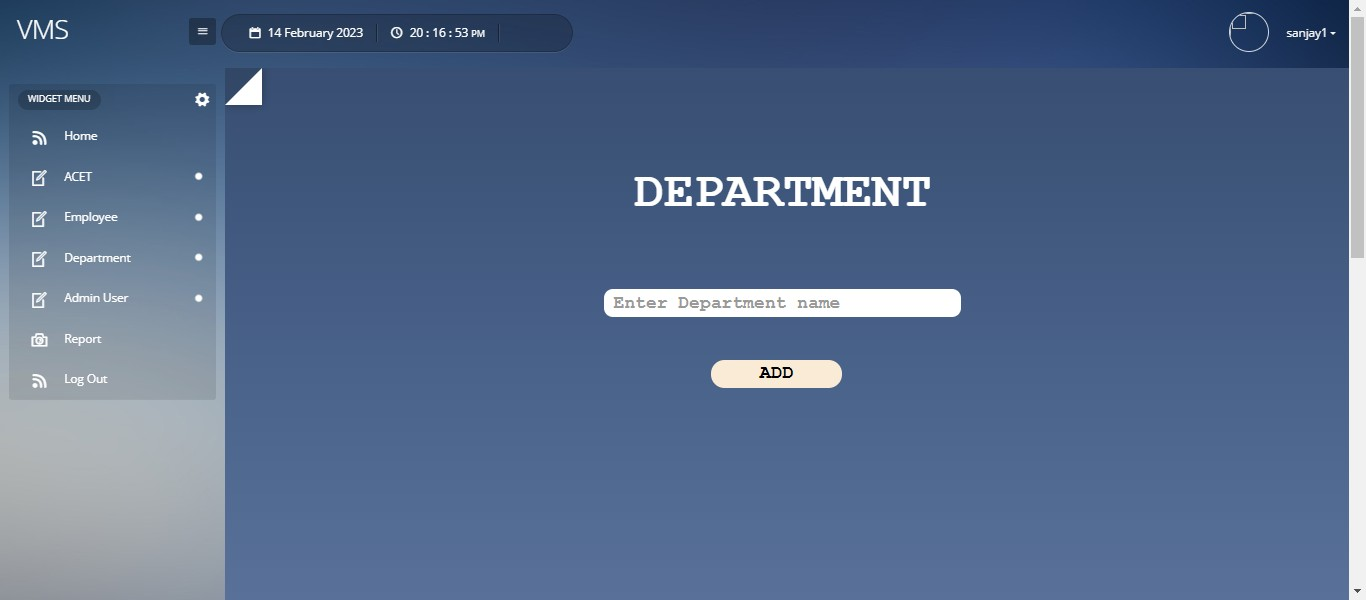 VMS
14 February 2023 20 : 16 : 53 PM
sanjay1
WIDGET MENU
Home
ACET
Employee
Department
Admin User
Report
Log Out
DEPARTMENT
Enter Department name
ADD